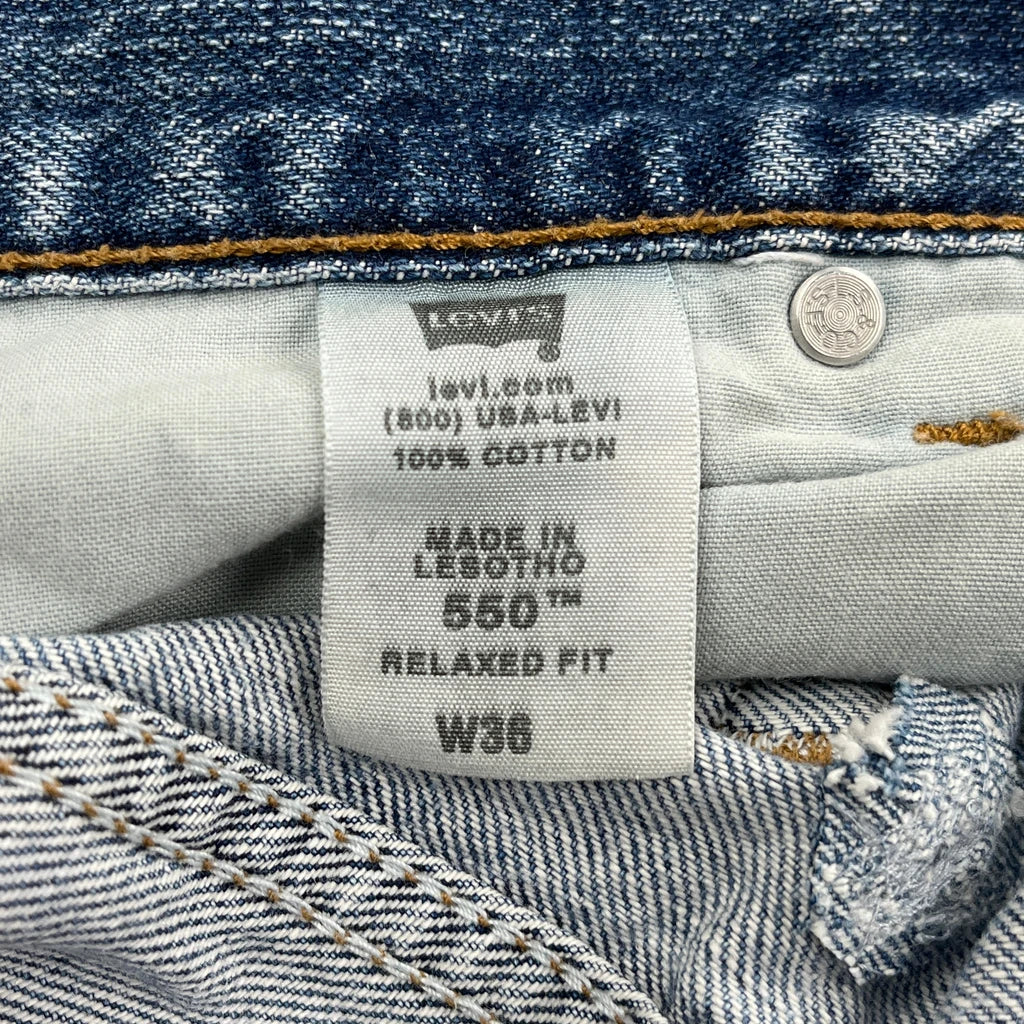 LEVI'S
levi.com
(800) USA-LEVI
100% COTTON
MADE IN
LESOTHO
550™
RELAXED FIT
W36